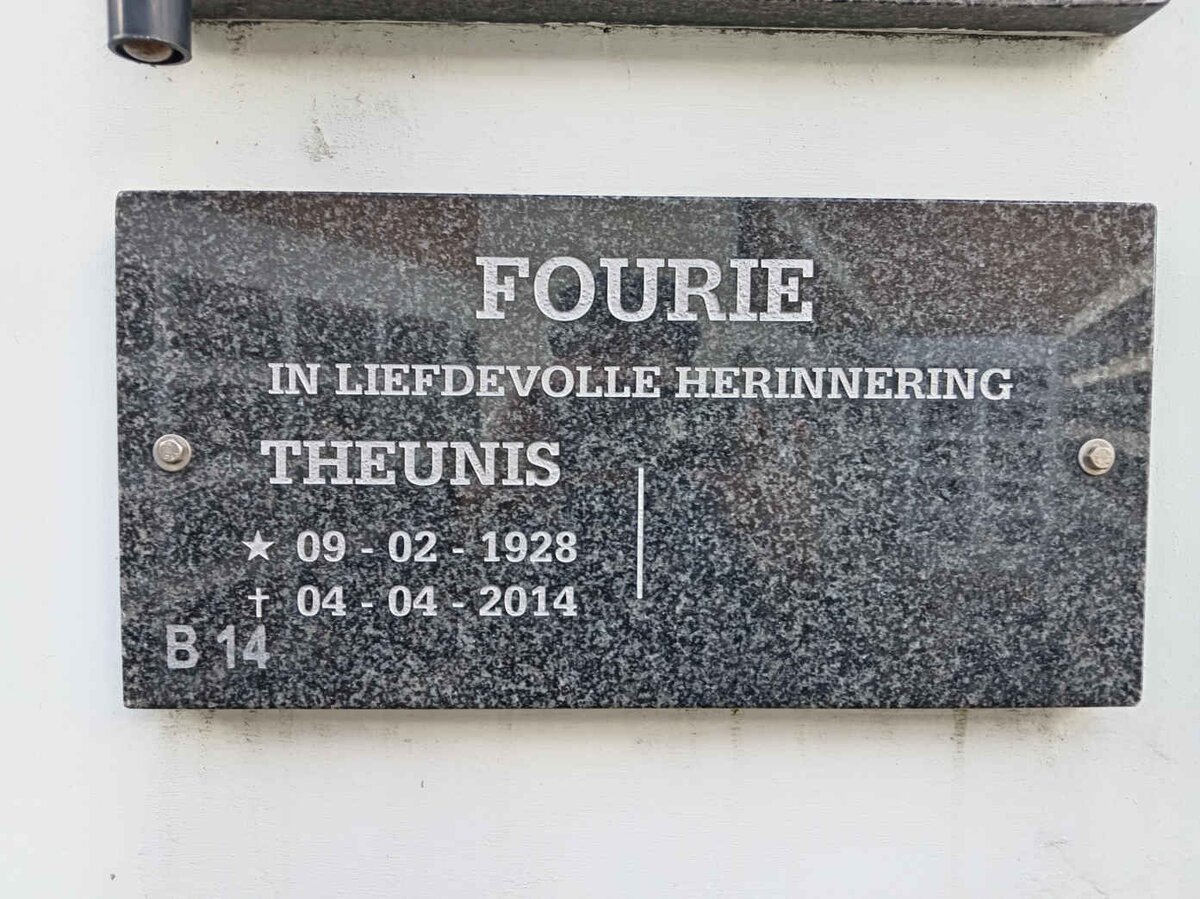 FOURIE
IN LIEFDEVOLLE HERINNERING
THEUNIS
★ 09 - 02 - 1928
✝ 04 - 04 - 2014
B 14